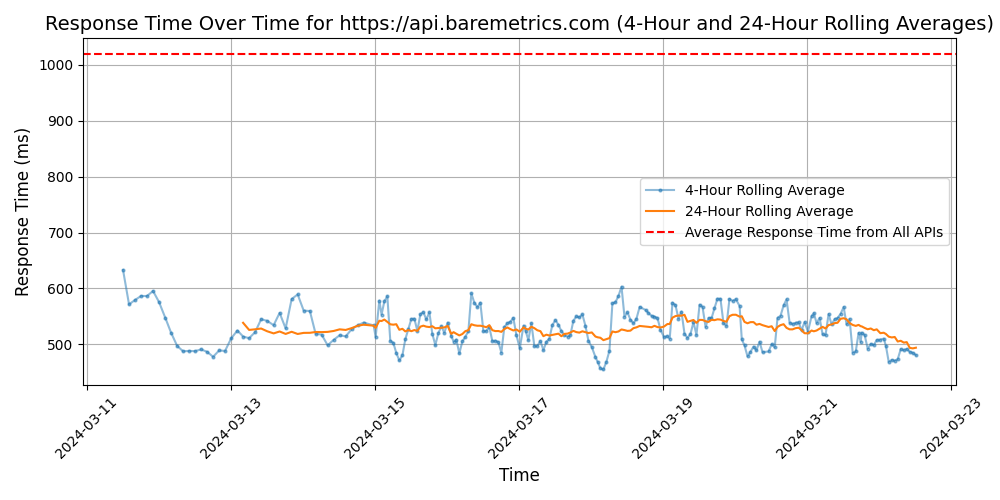 Response Time Over Time for https://api.baremetrics.com (4-Hour and 24-Hour Rolling Averages)
Response Time (ms)
1000
900
800
700
600
500
4-Hour Rolling Average
24-Hour Rolling Average
Average Response Time from All APIs
2024-03-11
2024-03-13
2024-03-15
2024-03-17
2024-03-19
2024-03-21
2024-03-23
Time